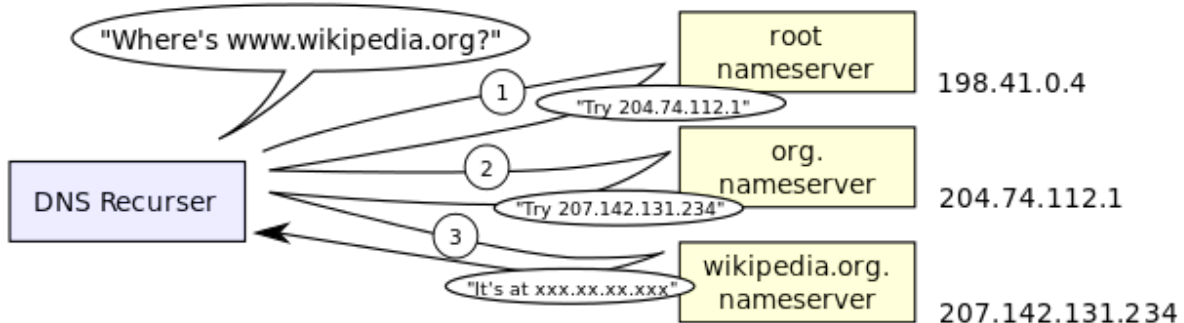 "Where's www.wikipedia.org?"
root
nameserver
198.41.0.4
1
"Try 204.74.112.1"
DNS Recurser
2
org.
nameserver
204.74.112.1
"Try 207.142.131.234"
3
wikipedia.org.
nameserver
207.142.131.234
"It's at xxx.xx.xx.xxx"